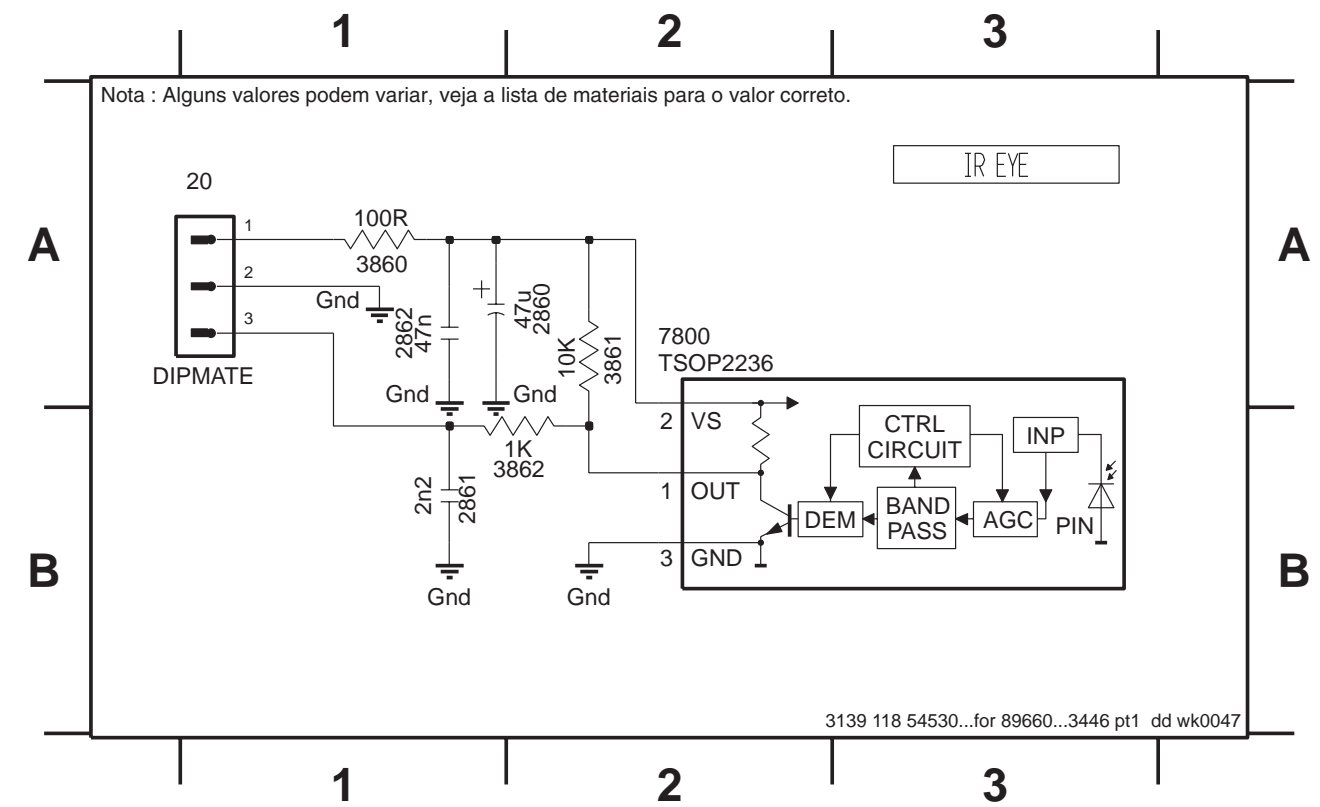 1 2 3
Nota : Alguns valores podem variar, veja a lista de materiais para o valor correto.
IR EYE
20
A
A
1
100R
3860
2
Gnd
3
DIPMATE
2862
47n
Gnd
47u
2860
Gnd
10K
3861
7800
TSOP2236
2 VS
CTRL
CIRCUIT
INP
1K
3862
2n2
2861
1 OUT
DEM
BAND
PASS
AGC
PIN
3 GND
B
B
Gnd
Gnd
3139 118 54530...for 89660...3446 pt1 dd wk0047
1 2 3